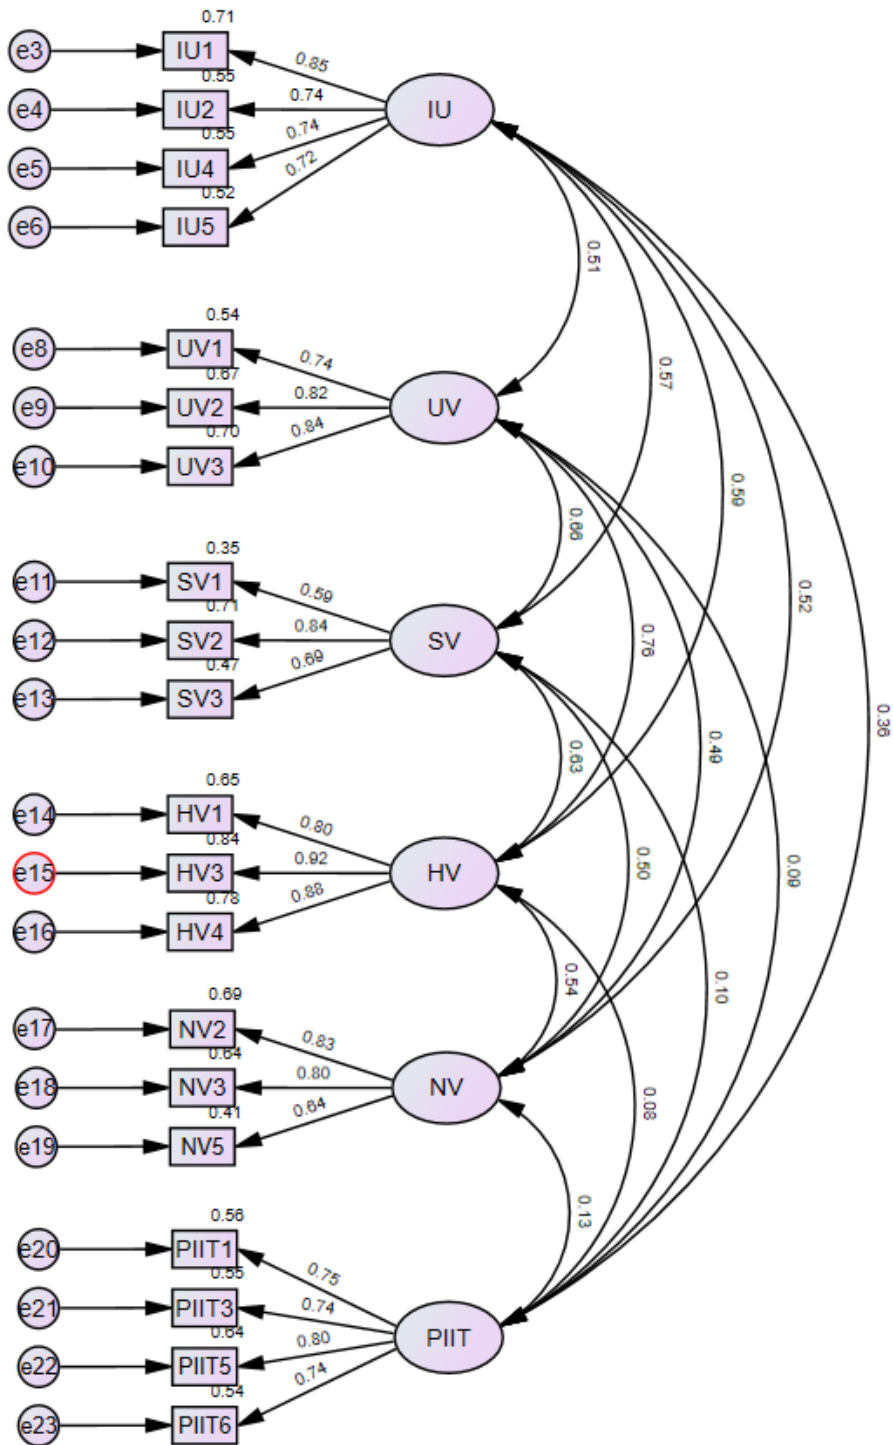 0.71
e3 IU1 0.85
0.55
e4 IU2 0.74 IU
0.55
e5 IU4 0.74
0.52
e6 IU5 0.72
0.51
0.54
e8 UV1 0.74
0.67
e9 UV2 0.82 UV
0.70
e10 UV3 0.84
0.57
0.59
0.66
0.35
e11 SV1 0.59
0.71
e12 SV2 0.84 SV
0.47
e13 SV3 0.69
0.52
0.76
0.36
0.63
0.49
0.65
e14 HV1 0.80
0.84
e15 HV3 0.92 HV
0.78
e16 HV4 0.88
0.50
0.09
0.54
0.10
0.69
e17 NV2 0.83
0.64
e18 NV3 0.80 NV
0.41
e19 NV5 0.64
0.08
0.13
0.56
e20 PIIT1 0.75
0.55
e21 PIIT3 0.74 PIIT
0.64
e22 PIIT5 0.80
0.54
e23 PIIT6 0.74